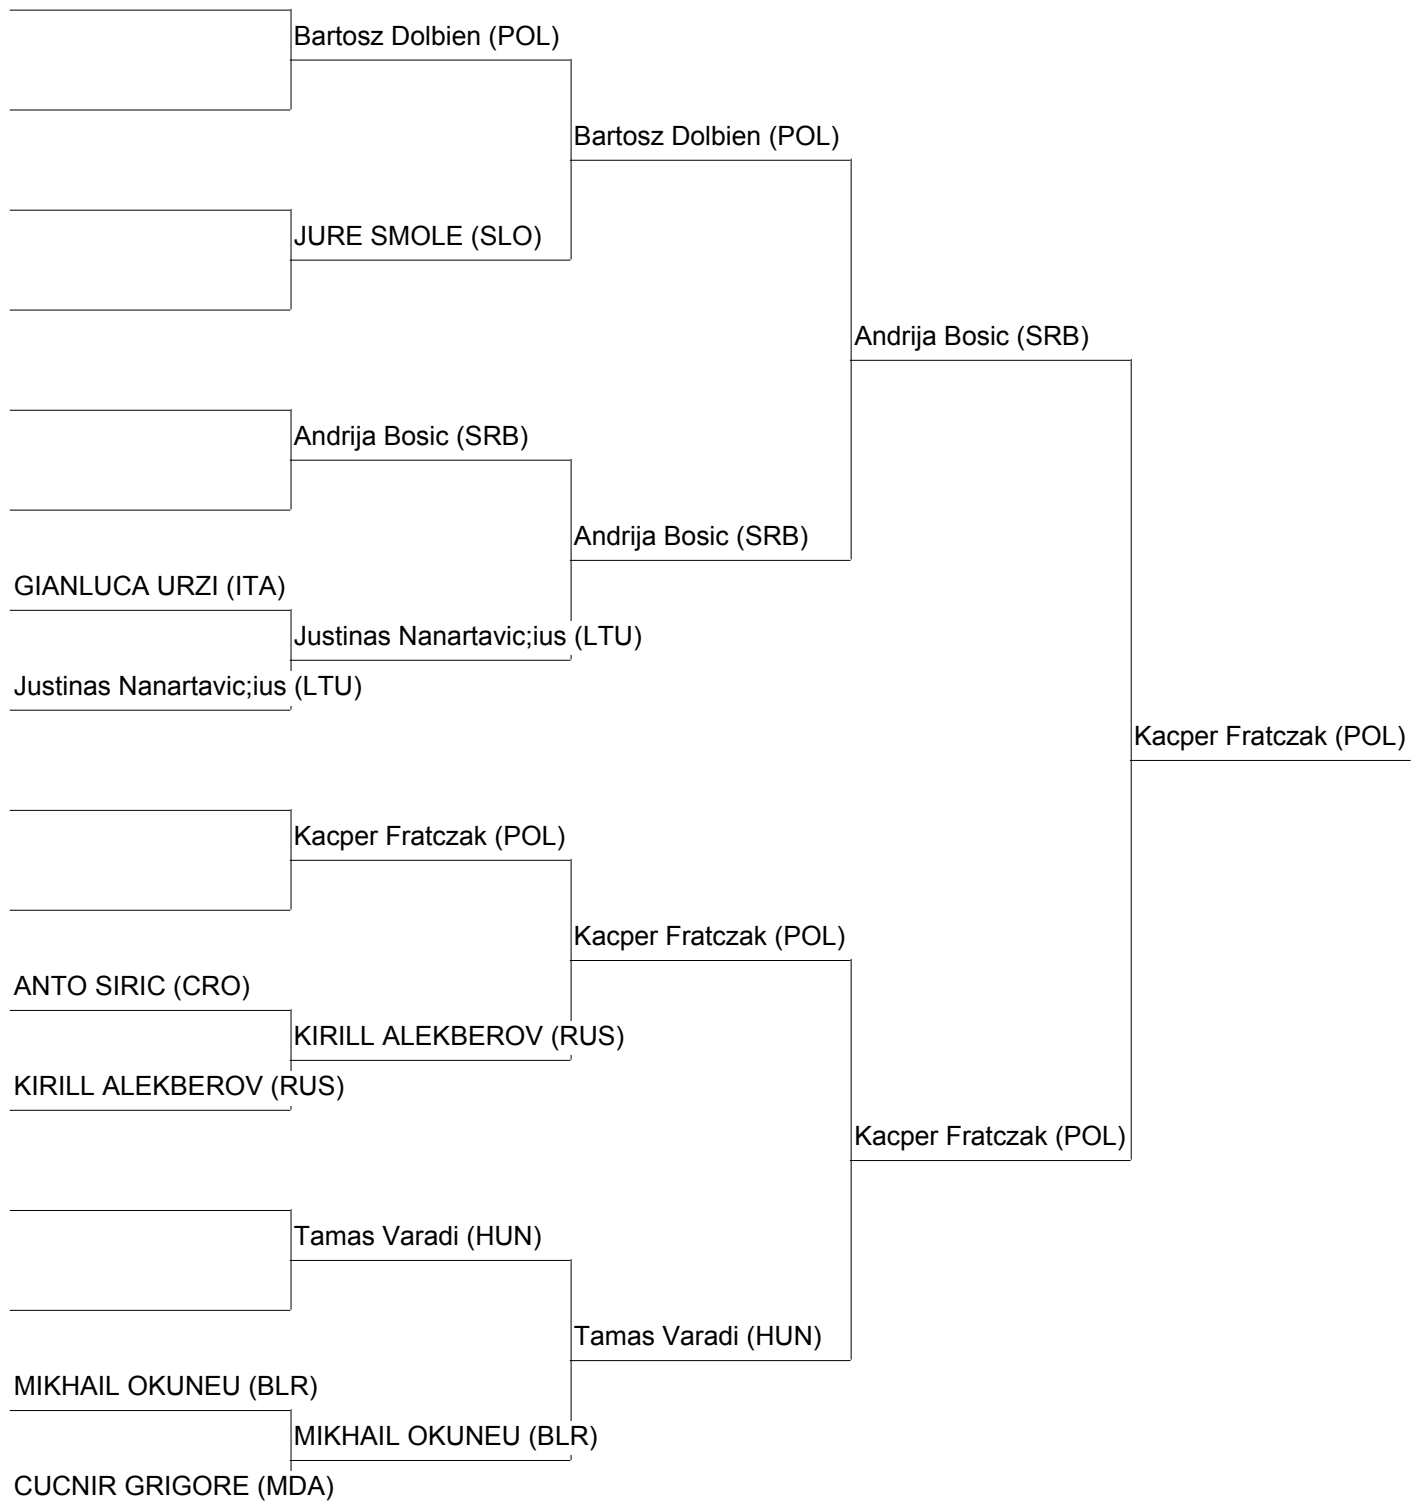 Bartosz Dolbien (POL)
Bartosz Dolbien (POL)
JURE SMOLE (SLO)
Andrija Bosic (SRB)
Andrija Bosic (SRB)
Andrija Bosic (SRB)
GIANLUCA URZI (ITA)
Justinas Nanartavic;ius (LTU)
Justinas Nanartavic;ius (LTU)
Kacper Fratczak (POL)
Kacper Fratczak (POL)
Kacper Fratczak (POL)
ANTO SIRIC (CRO)
KIRILL ALEKBEROV (RUS)
KIRILL ALEKBEROV (RUS)
Kacper Fratczak (POL)
Tamas Varadi (HUN)
Tamas Varadi (HUN)
MIKHAIL OKUNEU (BLR)
MIKHAIL OKUNEU (BLR)
CUCNIR GRIGORE (MDA)